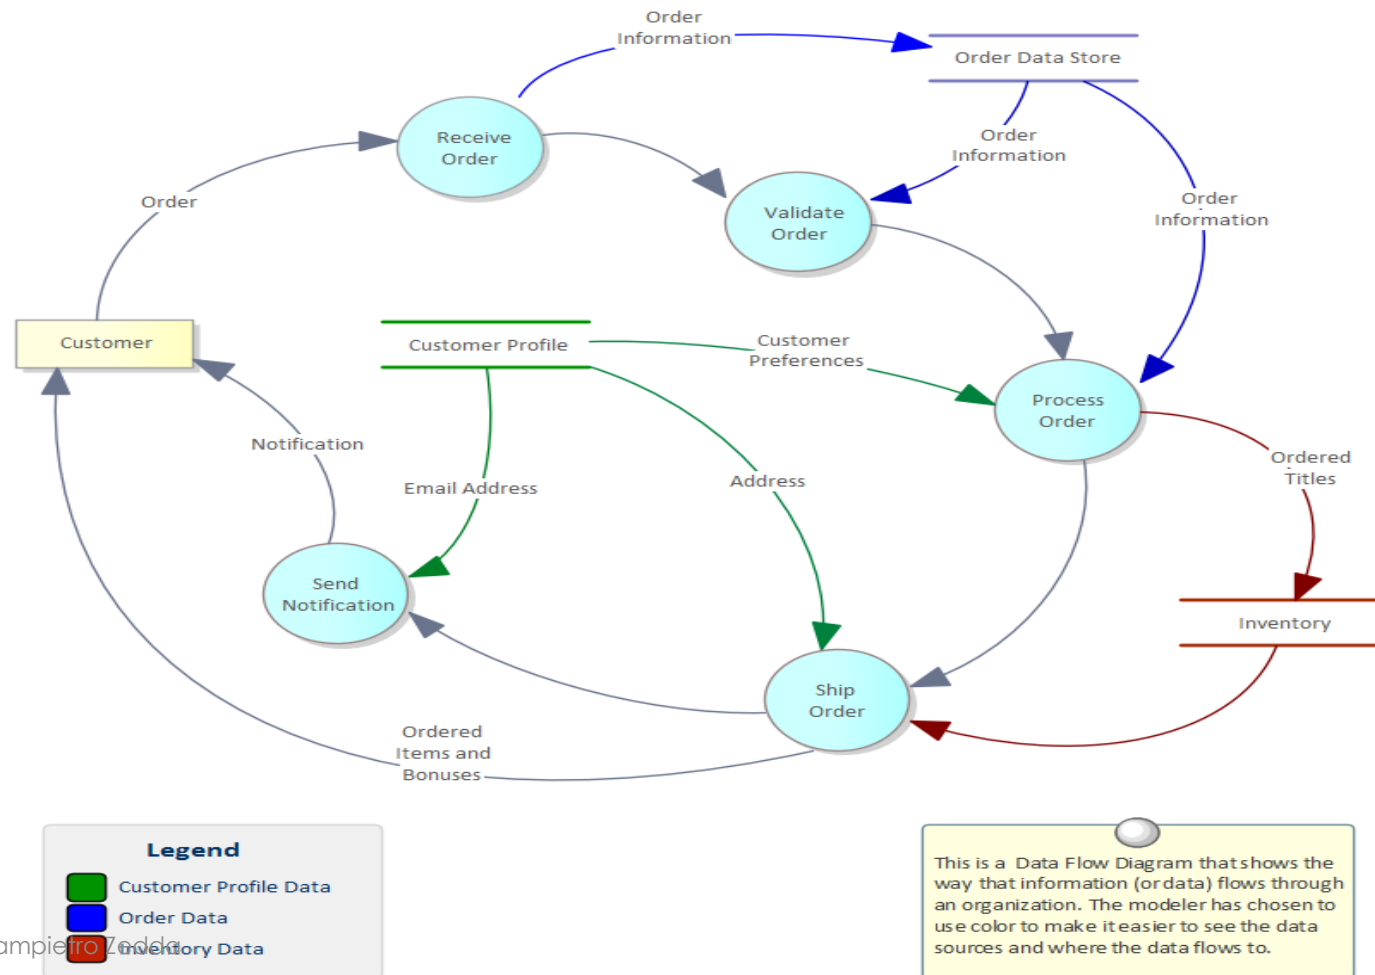 Order
Information
Order Data Store
Receive
Order
Order
Information
Order
Validate
Order
Order
Information
Customer
Customer Profile
Customer
Preferences
Process
Order
Notification
Email Address
Address
Ordered
Titles
Send
Notification
Inventory
Ship
Order
Ordered
Items and
Bonuses
Legend
Customer Profile Data
Order Data
Inventory Data
ampietro Zedda
This is a Data Flow Diagram that shows the
way that information (or data) flows through
an organization. The modeler has chosen to
use color to make it easier to see the data
sources and where the data flows to.